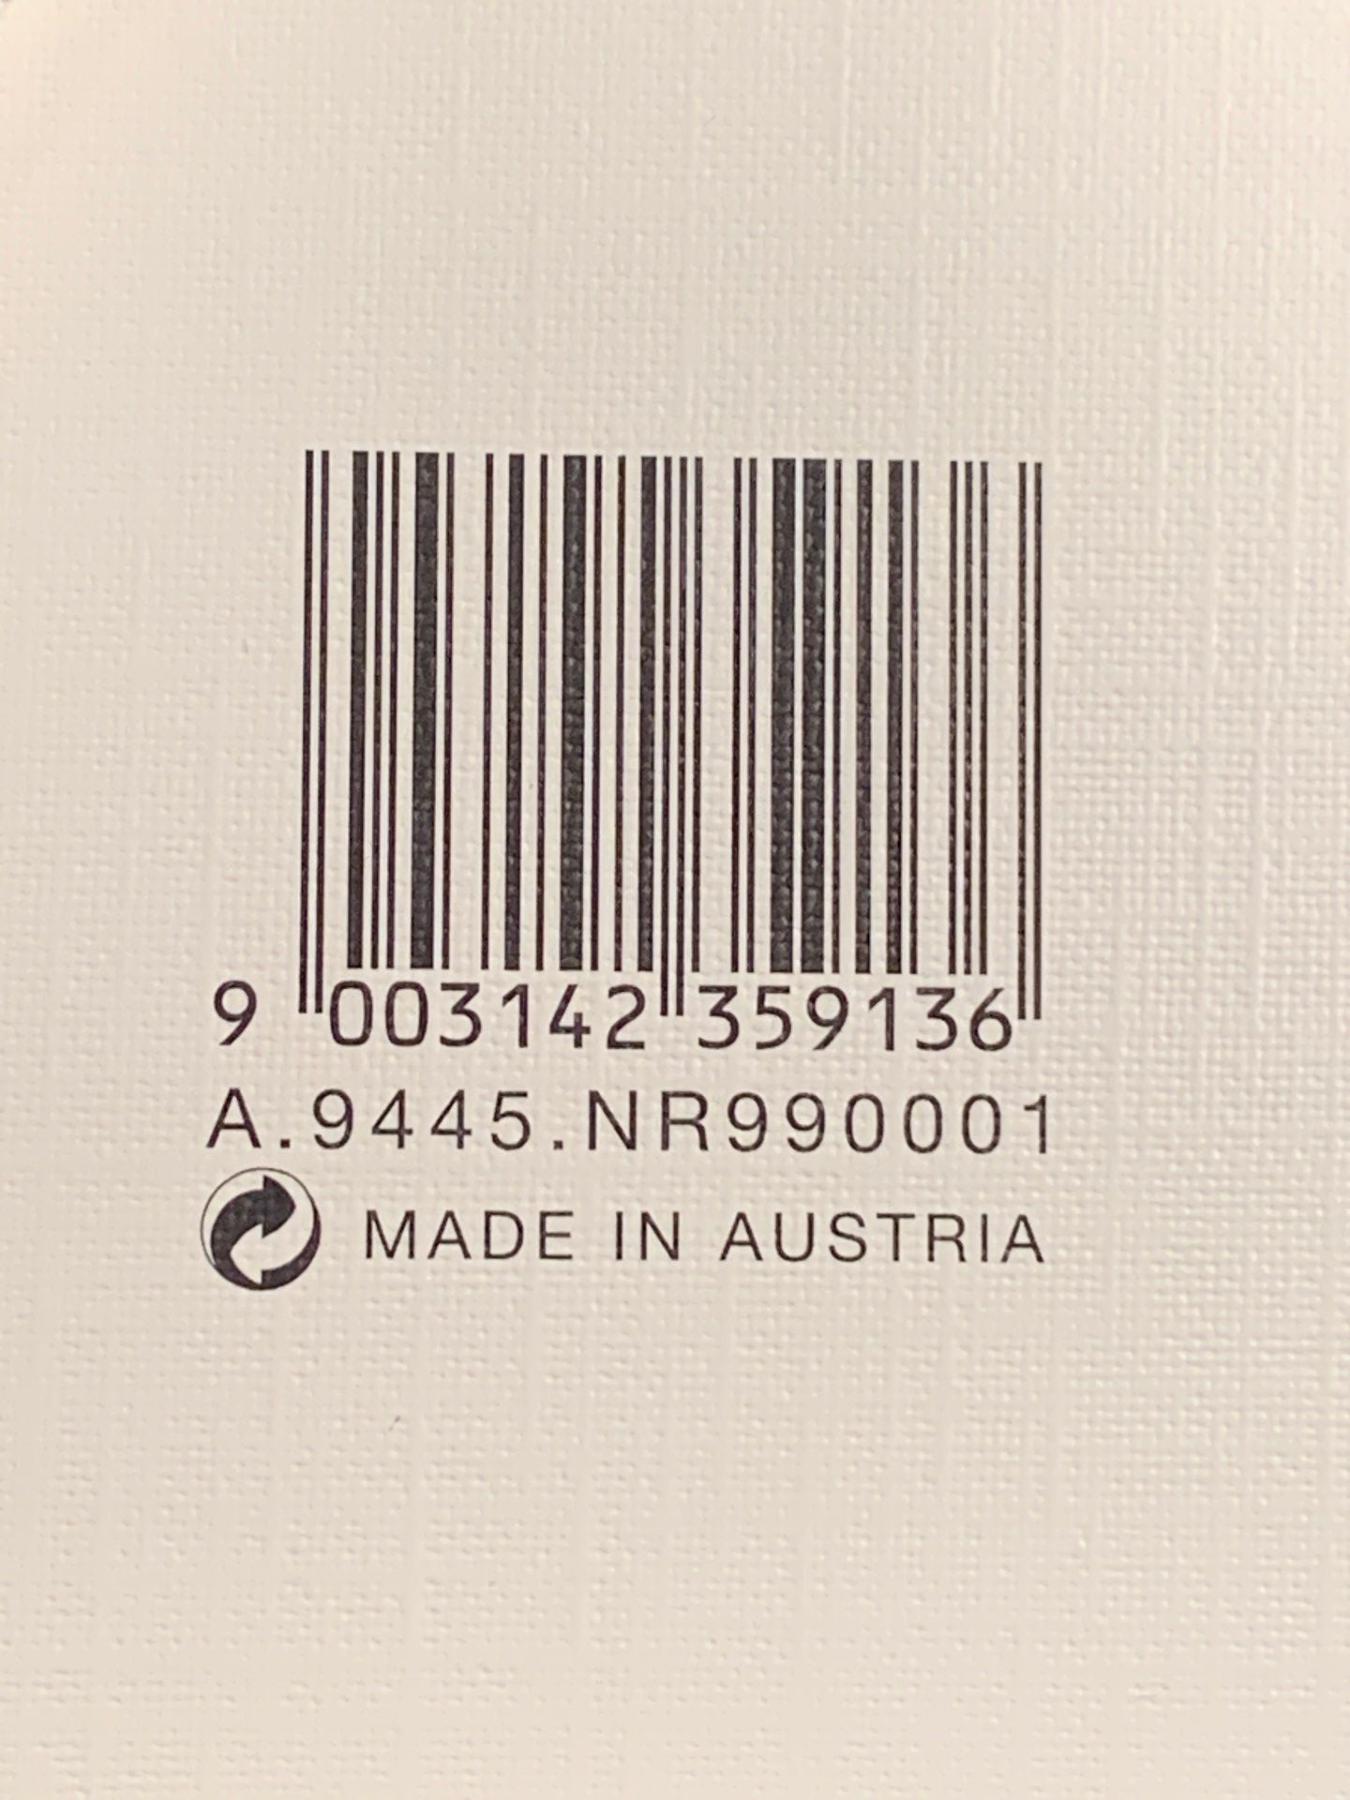 9 003142 359136
A.9445.NR990001
MADE IN AUSTRIA